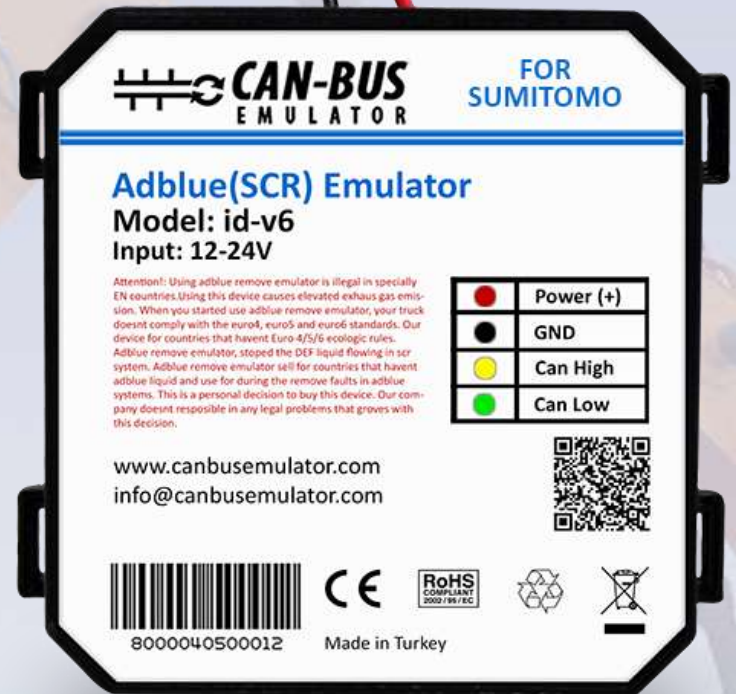 CAN-BUS
EMULATOR
FOR
SUMITOMO
Adblue(SCR) Emulator
Model: id-v6
Input: 12-24V
Attention!: Using adblue remove emulator is illegal in specially
EN countries.Using this device causes elevated exhaus gas emis-
sion. When you started use adblue remove emulator, your truck
doesnt comply with the euro4, euro5 and euro6 standards. Our
device for countries that havent Euro 4/5/6 ecologic rules.
Adblue remove emulator, stoped the DEF liquid flowing in scr
system. Adblue remove emulator sell for countries that havent
adblue liquid and use for during the remove faults in adblue
systems. This is a personal decision to buy this device. Our com-
pany doesnt resposible in any legal problems that groves with
this decision.
Power (+)
GND
Can High
Can Low
www.canbusemulator.com
info@canbusemulator.com
8000040500012
CE
RoHS
COMPLIANT
2002/95/EC
Made in Turkey